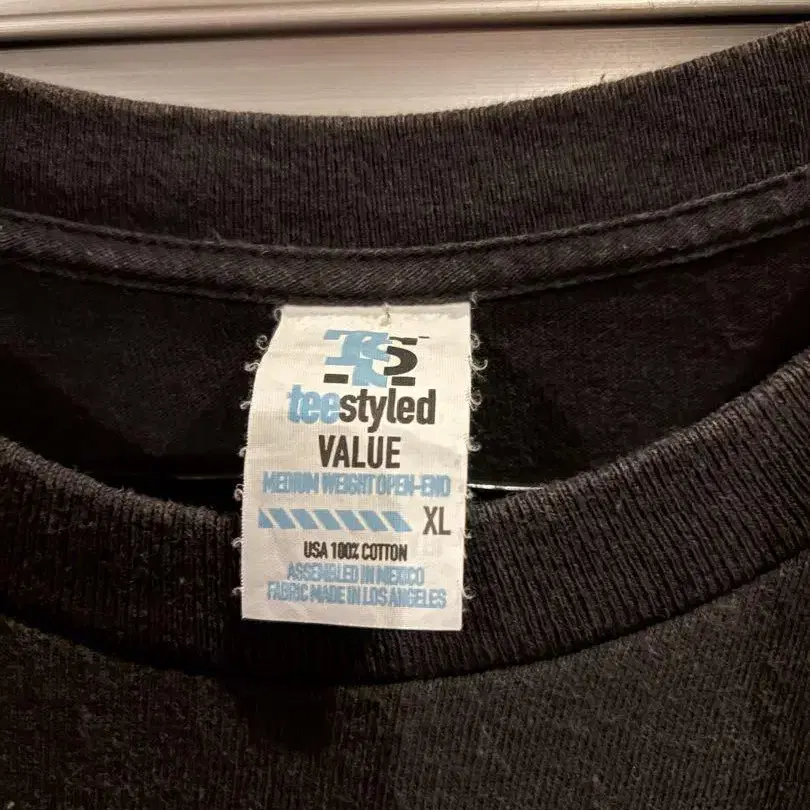 TS
teestyled
VALUE
MEDIUM WEIGHT OPEN-END
XL
USA 100% COTTON
ASSEMBLED IN MEXICO
FABRIC MADE IN LOS ANGELES